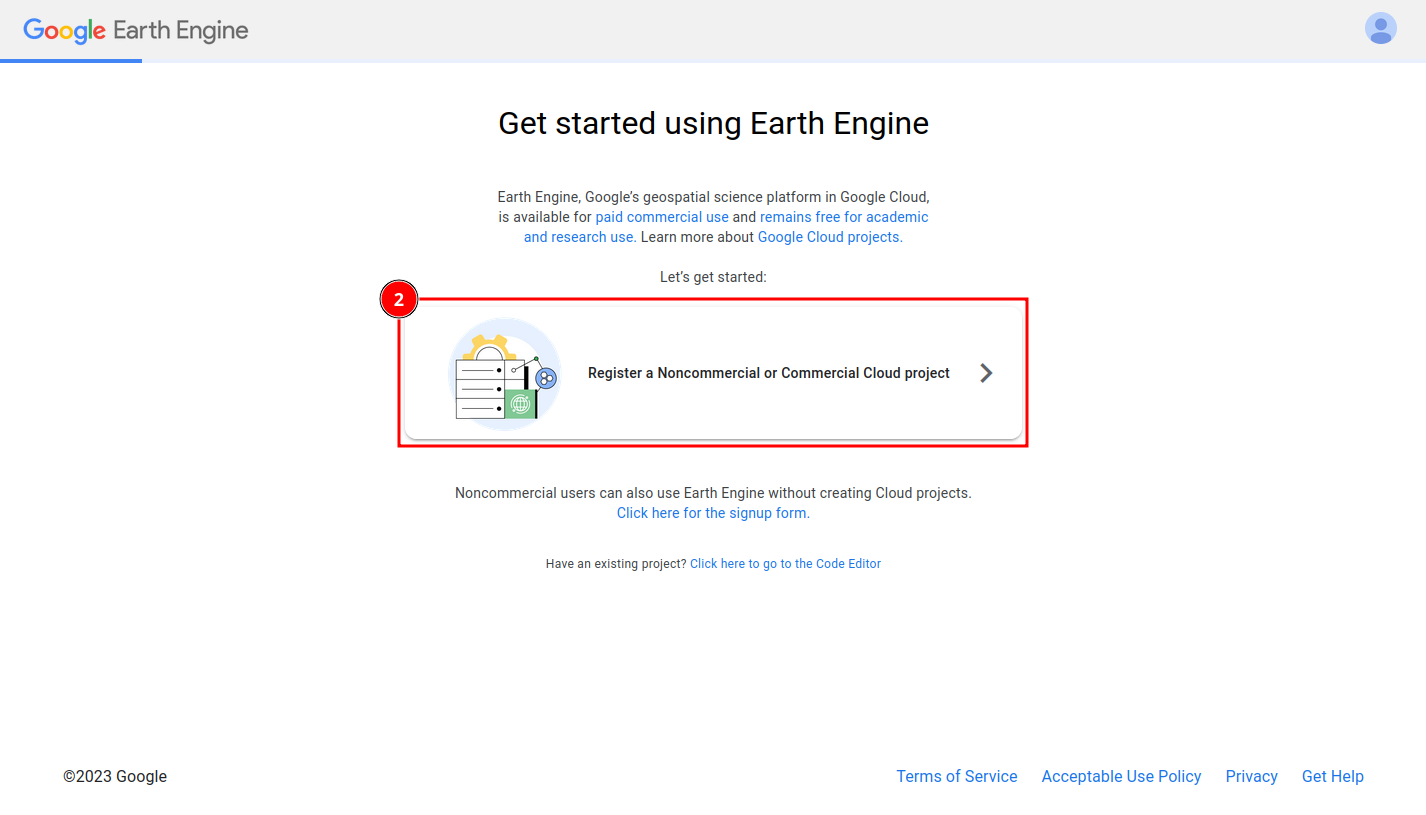 Google Earth Engine
Get started using Earth Engine
Earth Engine, Google’s geospatial science platform in Google Cloud,
is available for paid commercial use and remains free for academic
and research use. Learn more about Google Cloud projects.
Let’s get started:
2
Register a Noncommercial or Commercial Cloud project
Noncommercial users can also use Earth Engine without creating Cloud projects.
Click here for the signup form.
Have an existing project? Click here to go to the Code Editor
©2023 Google
Terms of Service Acceptable Use Policy Privacy Get Help